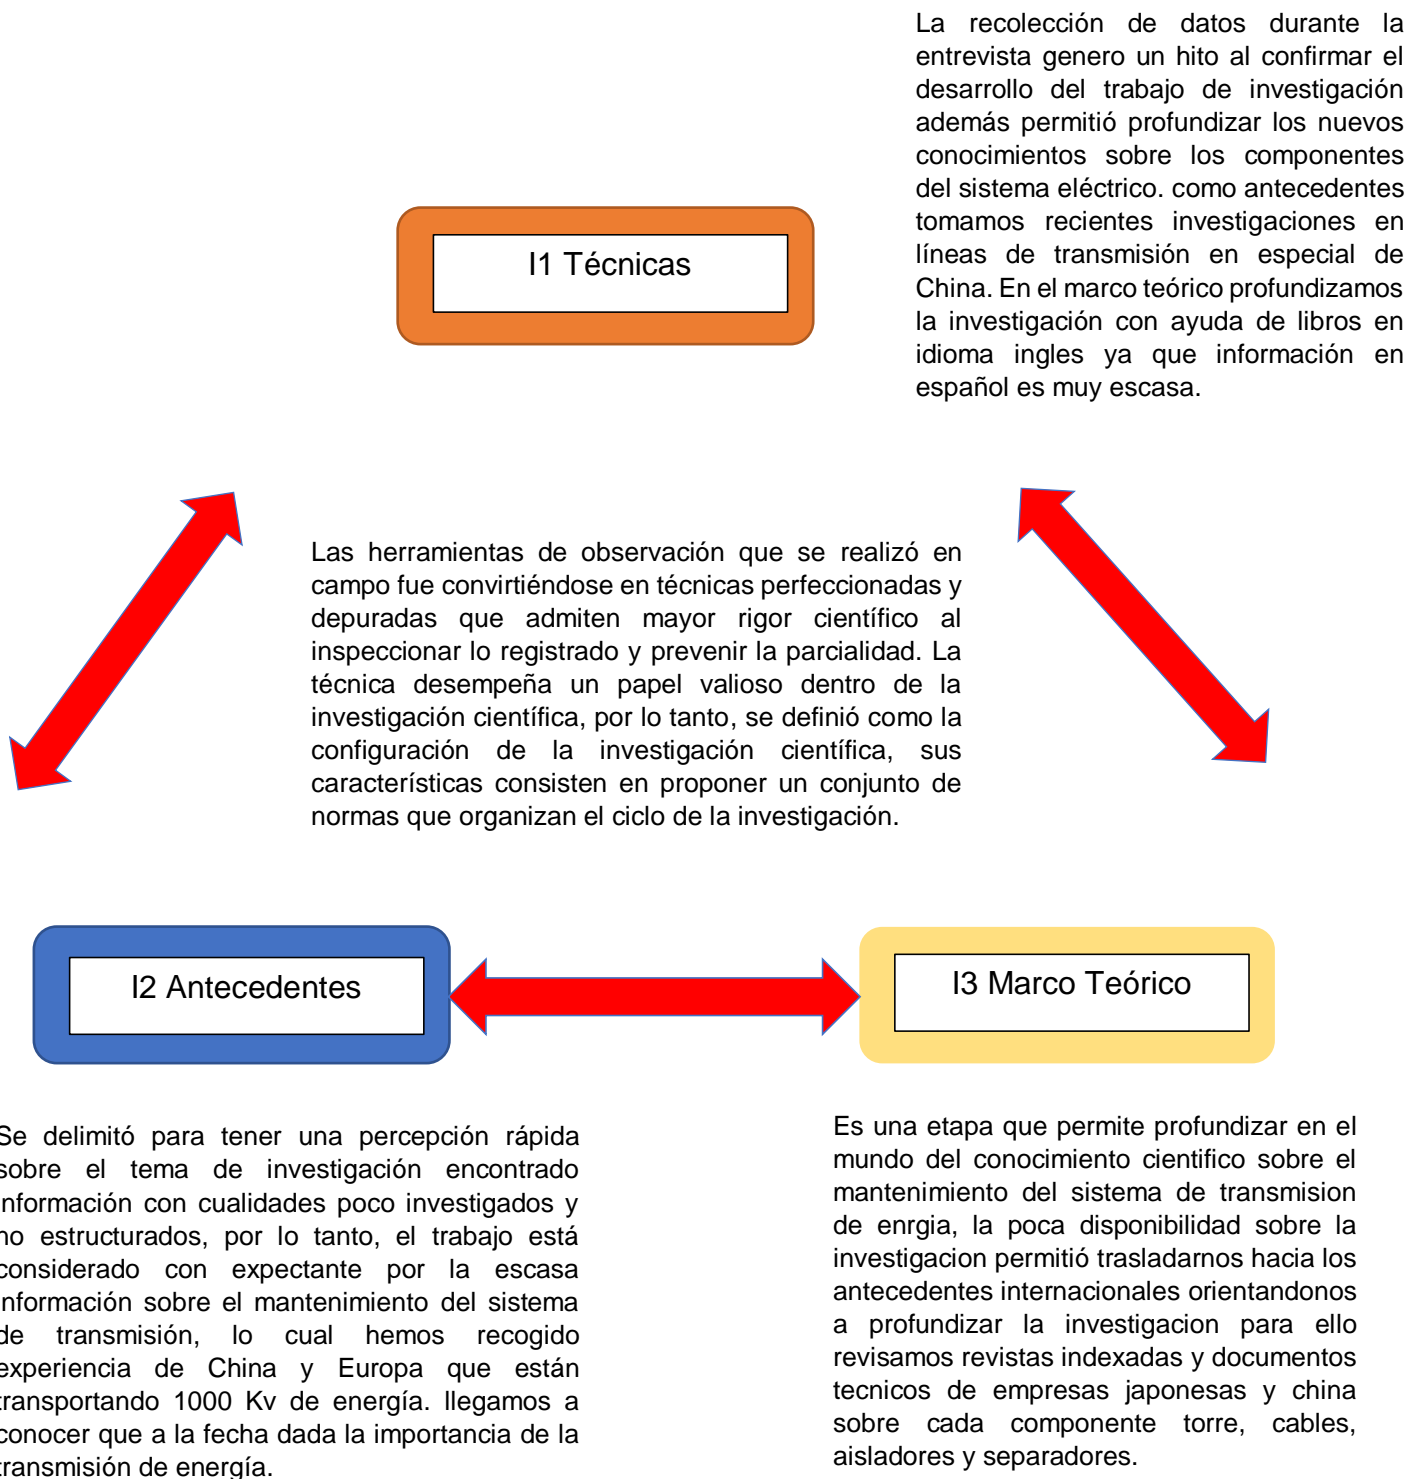 La recolección de datos durante la
entrevista genero un hito al confirmar el
desarrollo del trabajo de investigación
además permitió profundizar los nuevos
conocimientos sobre los componentes
del sistema eléctrico. como antecedentes
tomamos recientes investigaciones en
líneas de transmisión en especial de
China. En el marco teórico profundizamos
la investigación con ayuda de libros en
idioma ingles ya que información en
español es muy escasa.
I1 Técnicas
Las herramientas de observación que se realizó en
campo fue convirtiéndose en técnicas perfeccionadas y
depuradas que admiten mayor rigor científico al
inspeccionar lo registrado y prevenir la parcialidad. La
técnica desempeña un papel valioso dentro de la
investigación científica, por lo tanto, se definió como la
configuración de la investigación científica, sus
características consisten en proponer un conjunto de
normas que organizan el ciclo de la investigación.
I2 Antecedentes
I3 Marco Teórico
Se delimitó para tener una percepción rápida
sobre el tema de investigación encontrado
información con cualidades poco investigados y
no estructurados, por lo tanto, el trabajo está
considerado con expectante por la escasa
información sobre el mantenimiento del sistema
de transmisión, lo cual hemos recogido
experiencia de China y Europa que están
transportando 1000 Kv de energía. llegamos a
conocer que a la fecha dada la importancia de la
transmisión de energía.
Es una etapa que permite profundizar en el
mundo del conocimiento cientifico sobre el
mantenimiento del sistema de transmision
de enrgia, la poca disponibilidad sobre la
investigacion permitió trasladarnos hacia los
antecedentes internacionales orientandonos
a profundizar la investigacion para ello
revisamos revistas indexadas y documentos
tecnicos de empresas japonesas y china
sobre cada componente torre, cables,
aisladores y separadores.